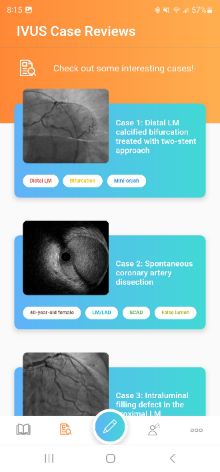 8:15
57%
IVUS Case Reviews
Check out some interesting cases!
Case 1: Distal LM
calcified bifurcation
treated with two-stent
approach
Distal LM Bifurcation Mini-crush
Case 2: Spontaneous
coronary artery
dissection
40-year-old female LM/LAD SCAD False lumen
Case 3: Intraluminal
filling defect in the
proximal LM